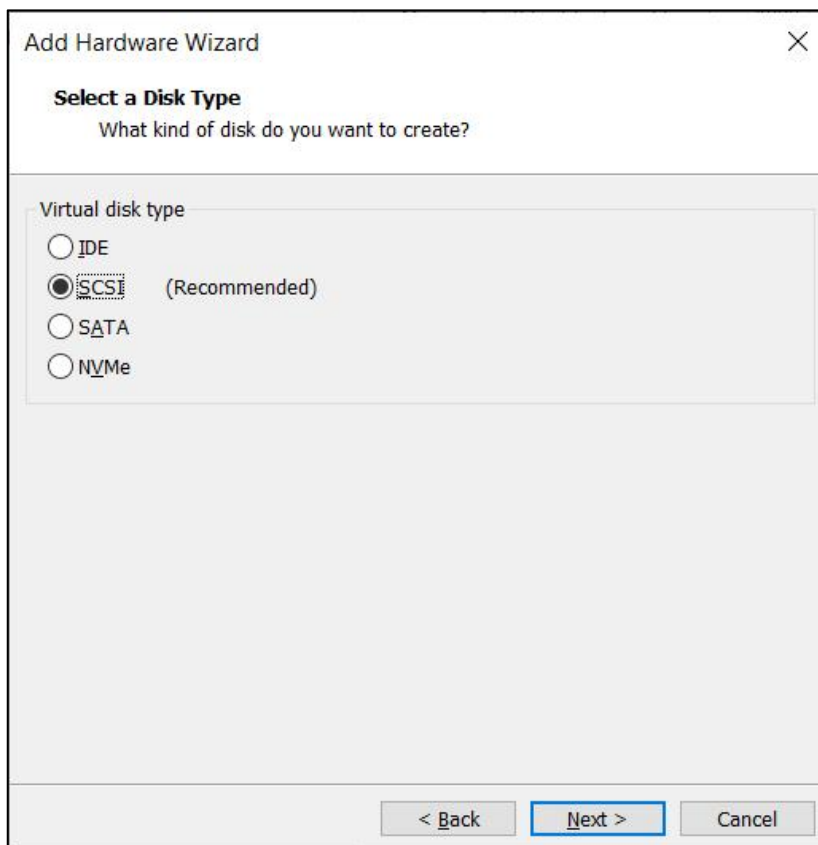 Add Hardware Wizard
Select a Disk Type
What kind of disk do you want to create?
Virtual disk type
IDE
SCSI (Recommended)
SATA
NVMe
< Back Next > Cancel